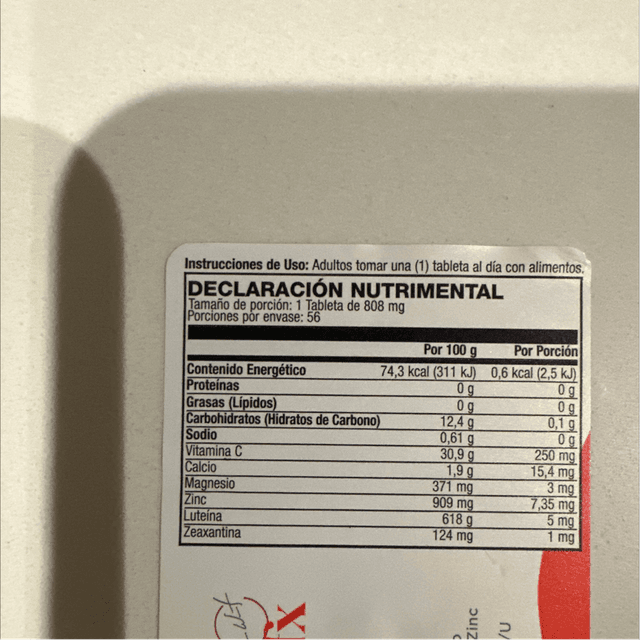 Instrucciones de Uso: Adultos tomar una (1) tableta al día con alimentos.
DECLARACIÓN NUTRIMENTAL
Tamaño de porción: 1 Tableta de 808 mg
Porciones por envase: 56
Por 100 g Por Porción
Contenido Energético 74,3 kcal (311 kJ) 0,6 kcal (2,5 kJ)
Proteínas 0 g 0 g
Grasas (Lípidos) 0 g 0 g
Carbohidratos (Hidratos de Carbono) 12,4 g 0,1 g
Sodio 0,61 g 0 g
Vitamina C 30,9 g 250 mg
Calcio 1,9 g 15,4 mg
Magnesio 371 mg 3 mg
Zinc 909 mg 7,35 mg
Luteína 618 g 5 mg
Zeaxantina 124 mg 1 mg
Zinc